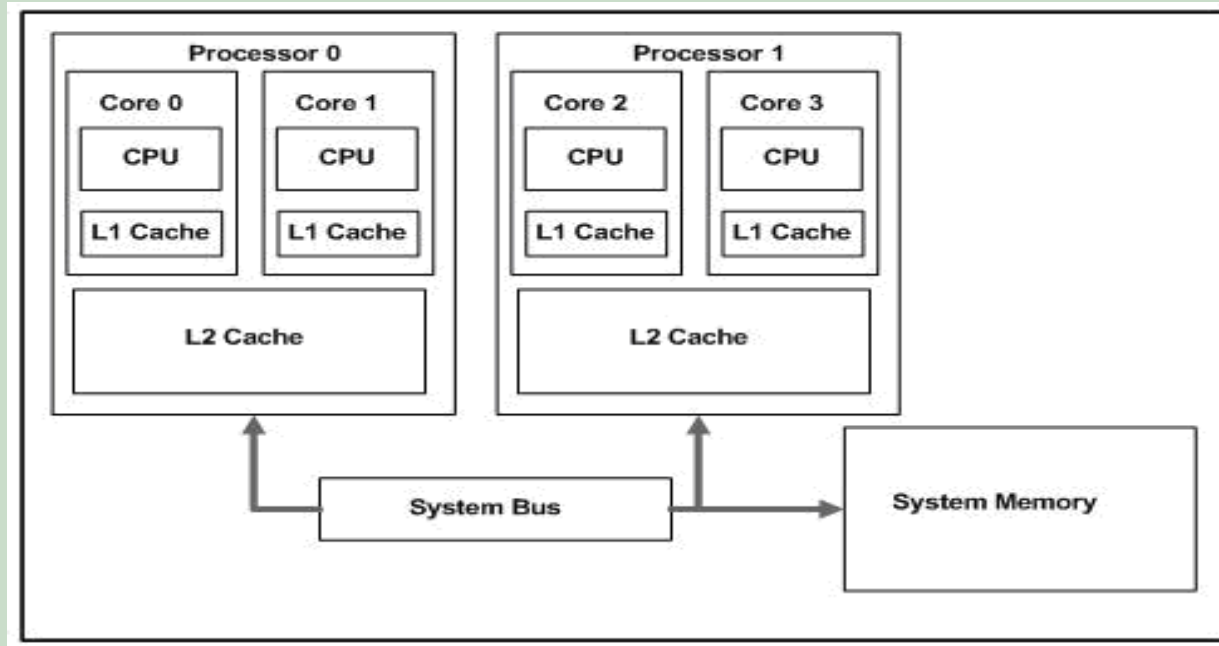 Processor 0
Core 0
CPU
L1 Cache
Core 1
CPU
L1 Cache
L2 Cache
Processor 1
Core 2
CPU
L1 Cache
Core 3
CPU
L1 Cache
L2 Cache
System Bus
System Memory